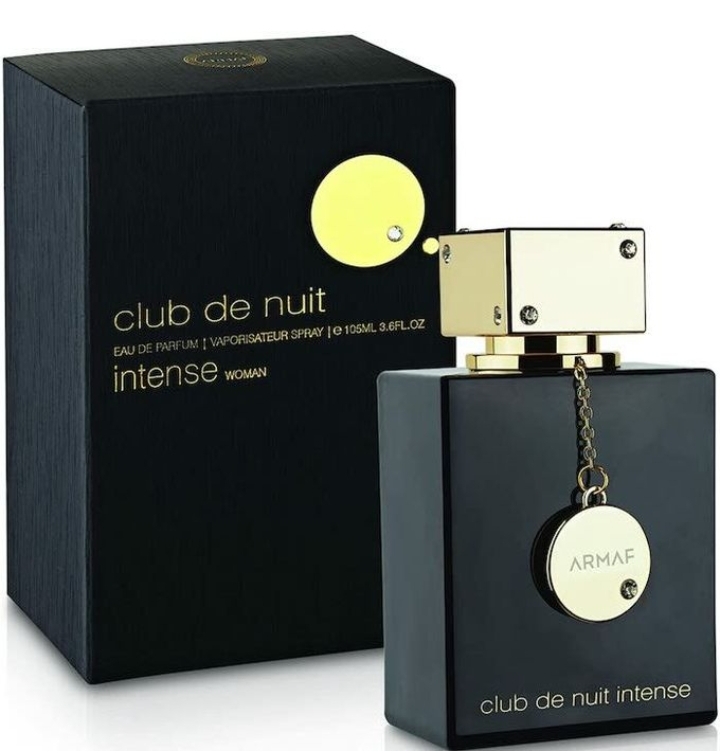 ARMAF
club de nuit
EAU DE PARFUM | VAPORISATEUR SPRAY | e 105ML 3.6FL.OZ
intense WOMAN
ARMAF
club de nuit intense